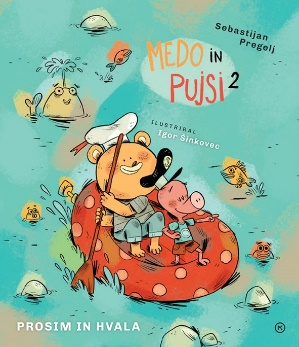 Sebastijan
Pregelj
MEDO IN
PUJSI 2
ILUSTRIRAL
Igor Šinkovec
PROSIM IN HVALA